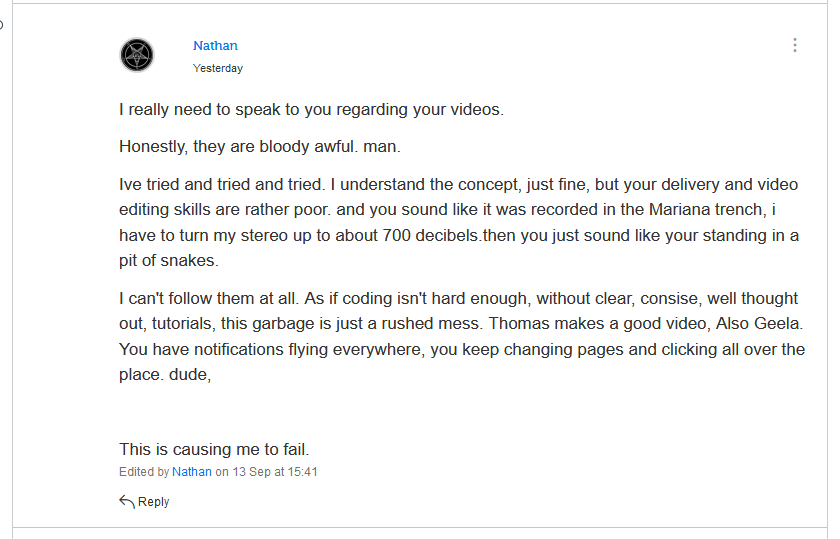 Nathan
Yesterday
I really need to speak to you regarding your videos.
Honestly, they are bloody awful. man.
Ive tried and tried and tried. I understand the concept, just fine, but your delivery and video
editing skills are rather poor. and you sound like it was recorded in the Mariana trench, i
have to turn my stereo up to about 700 decibels.then you just sound like your standing in a
pit of snakes.
I can't follow them at all. As if coding isn't hard enough, without clear, consise, well thought
out, tutorials, this garbage is just a rushed mess. Thomas makes a good video, Also Geela.
You have notifications flying everywhere, you keep changing pages and clicking all over the
place. dude,
This is causing me to fail.
Edited by Nathan on 13 Sep at 15:41
Reply